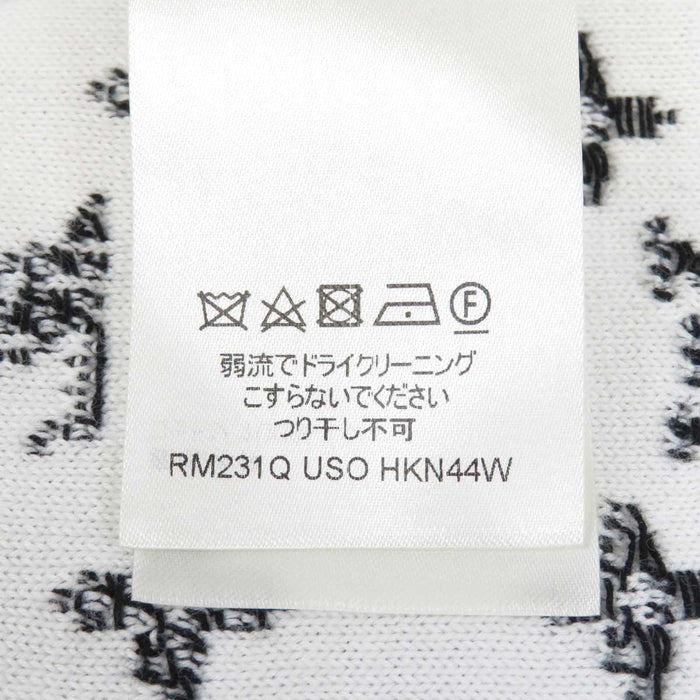 F
弱流でドライクリーニング
こすらないでください
つり干し不可
RM231Q USO HKN44W